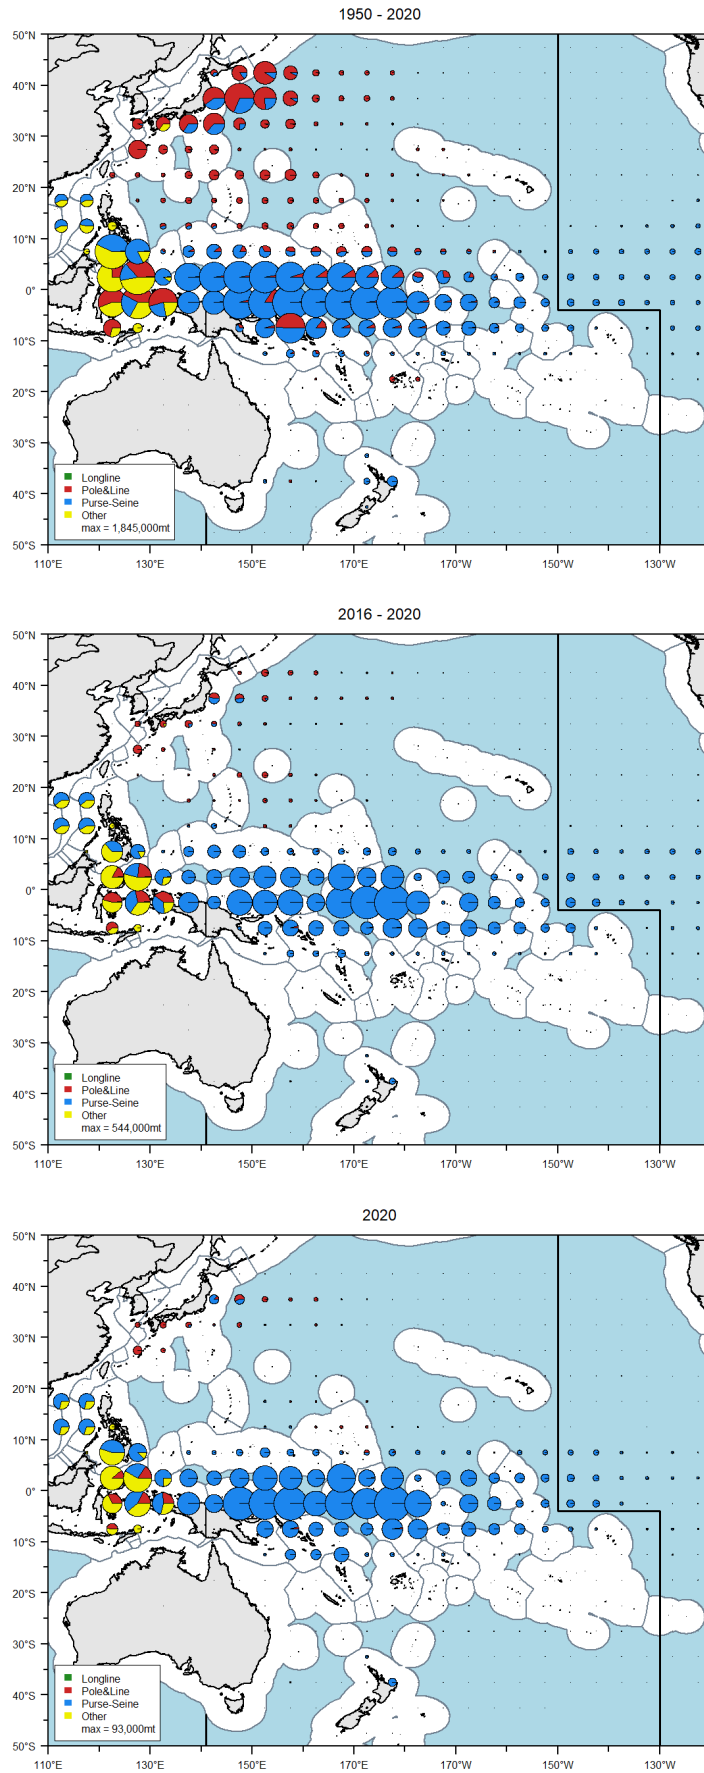 1950 - 2020
50°N
40°N
30°N
20°N
10°N
0°
10°S
20°S
30°S
40°S
50°S
Longline
Pole&Line
Purse-Seine
Other
max = 1,845,000mt
110°E 130°E 150°E 170°E 170°W 150°W 130°W
2016 - 2020
50°N
40°N
30°N
20°N
10°N
0°
10°S
20°S
30°S
40°S
50°S
Longline
Pole&Line
Purse-Seine
Other
max = 544,000mt
110°E 130°E 150°E 170°E 170°W 150°W 130°W
2020
50°N
40°N
30°N
20°N
10°N
0°
10°S
20°S
30°S
40°S
50°S
Longline
Pole&Line
Purse-Seine
Other
max = 93,000mt
110°E 130°E 150°E 170°E 170°W 150°W 130°W